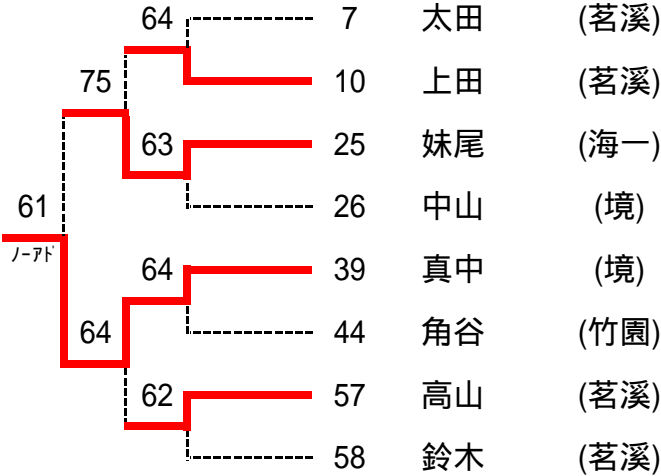 64 7 太田 (茗溪)
75 10 上田 (茗溪)
63 25 妹尾 (海一)
61 26 中山 (境)
ﾉｰｱﾄﾞ
64 39 真中 (境)
64 44 角谷 (竹園)
62 57 高山 (茗溪)
58 鈴木 (茗溪)